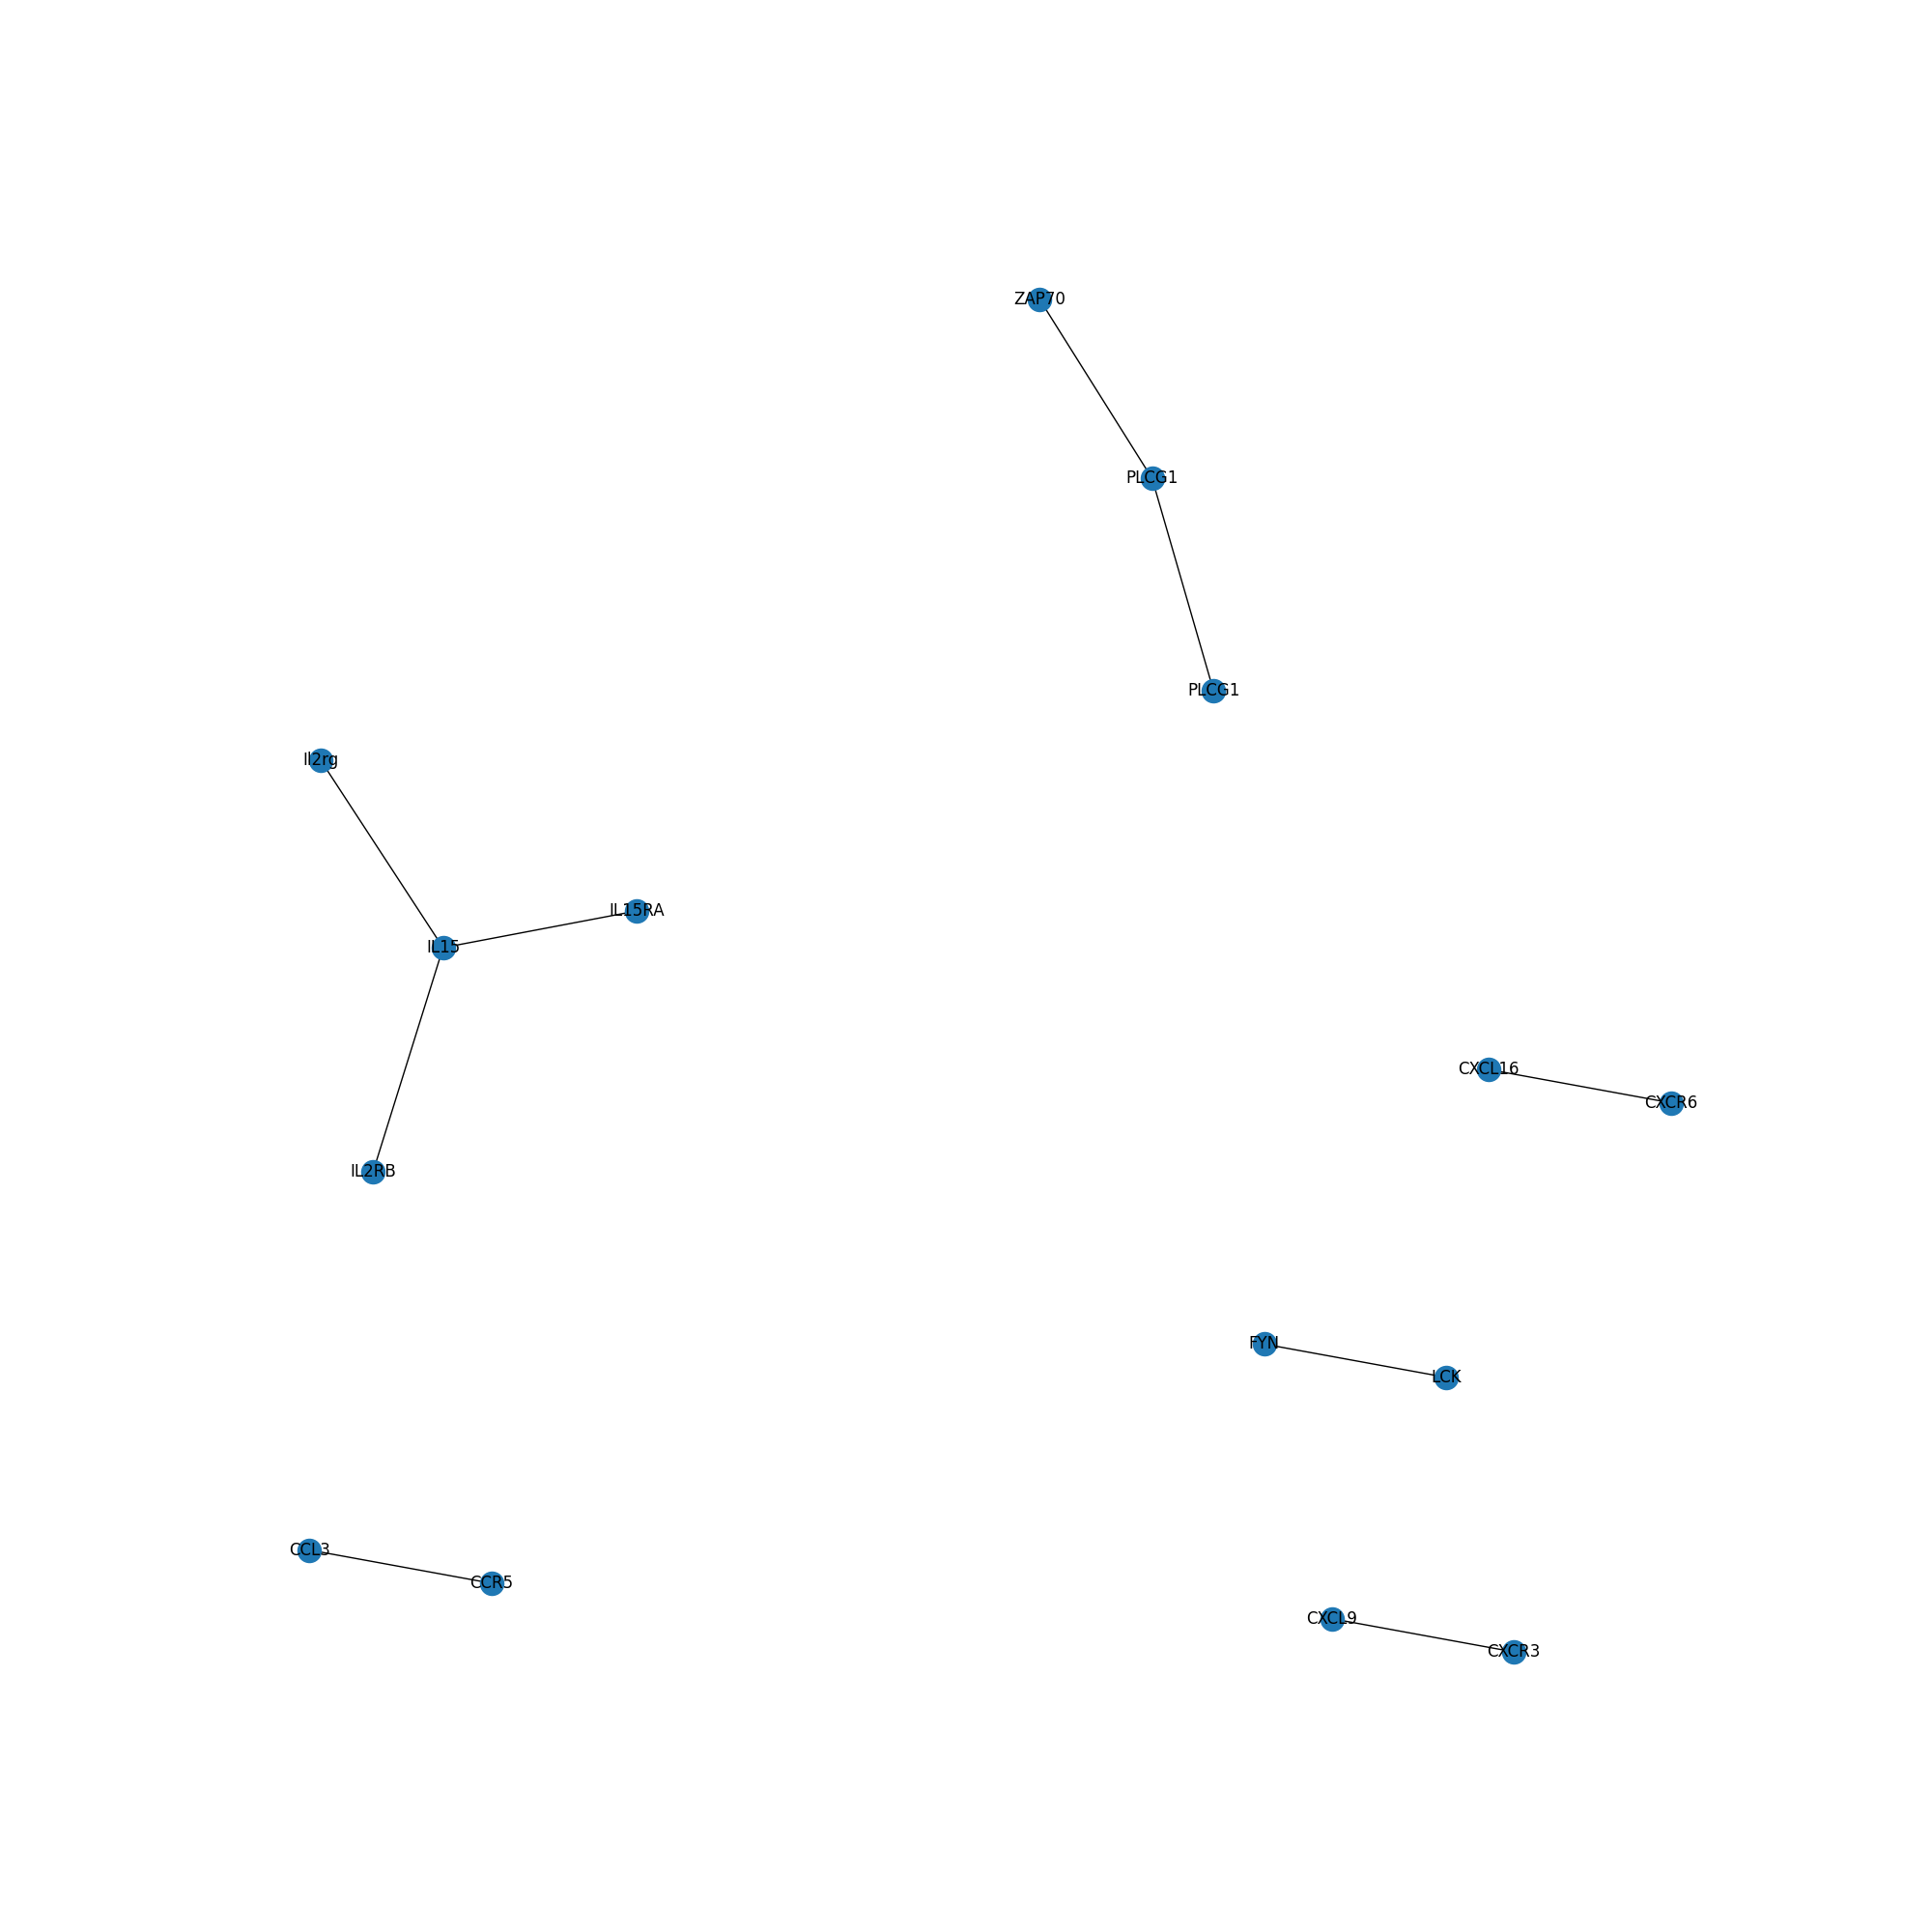 ZAP70
PLCG1
PLCG1
Il2rg
IL15RA
IL15
CXCL16
CXCR6
IL2RB
FYN
LCK
CCL3
CCR5
CXCL9
CXCR3